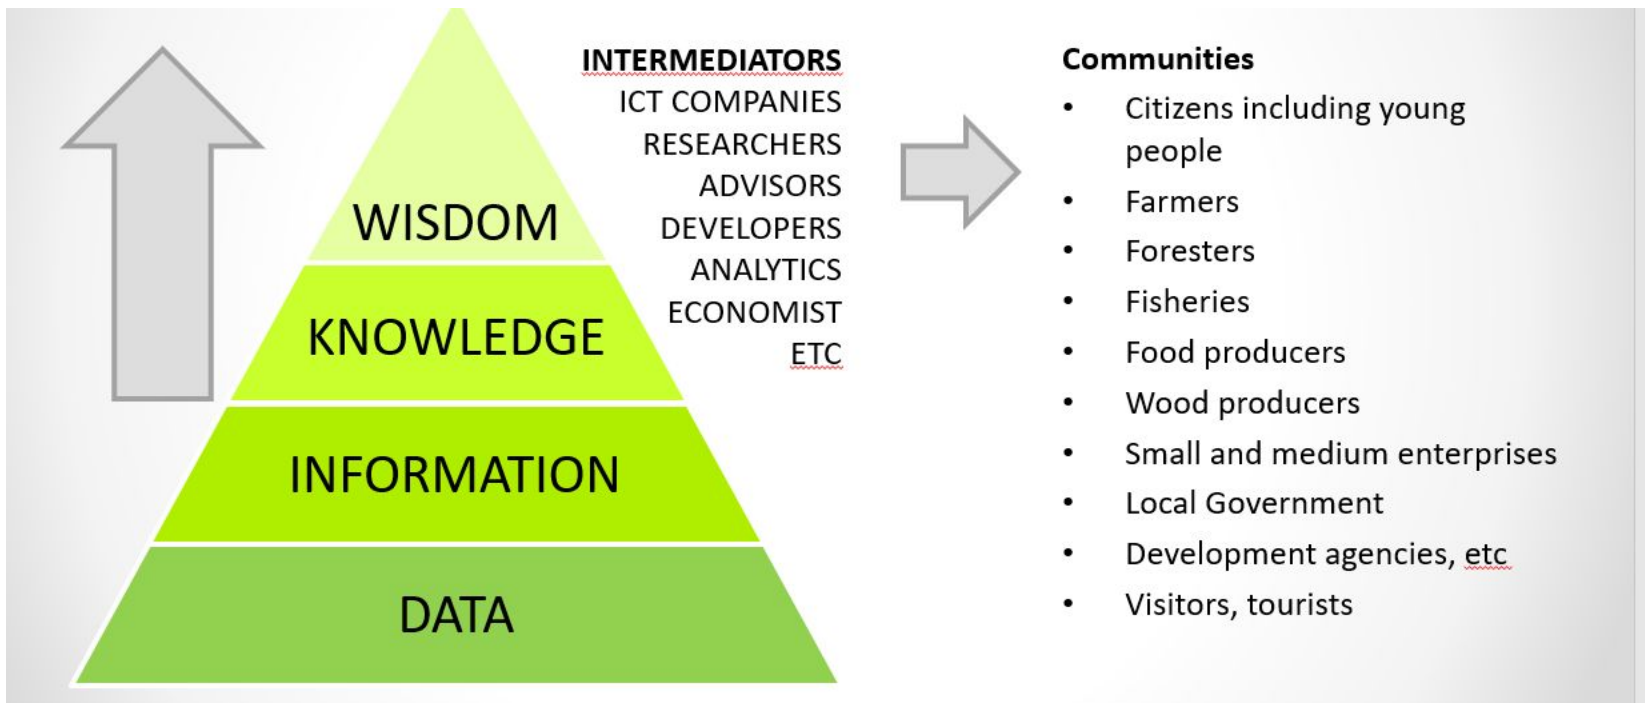 WISDOM
KNOWLEDGE
INFORMATION
DATA
INTERMEDIATORS
ICT COMPANIES
RESEARCHERS
ADVISORS
DEVELOPERS
ANALYTICS
ECONOMIST
ETC
Communities
• Citizens including young
people
• Farmers
• Foresters
• Fisheries
• Food producers
• Wood producers
• Small and medium enterprises
• Local Government
• Development agencies, etc
• Visitors, tourists